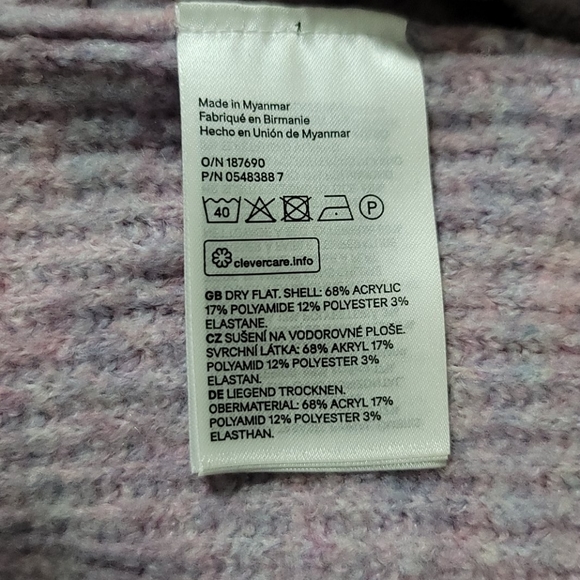 1
Made in Myanmar
Fabriqué en Birmanie
Hecho en Unión de Myanmar
O/N 187690
P/N 0548388 7
40
P
clevercare.info
GB DRY FLAT. SHELL: 68% ACRYLIC
17% POLYAMIDE 12% POLYESTER 3%
ELASTANE.
CZ SUŠENÍ NA VODOROVNÉ PLOŠE.
SVRCHNÍ LÁTKA: 68% AKRYL 17%
POLYAMID 12% POLYESTER 3%
ELASTAN.
DE LIEGEND TROCKNEN.
OBERMATERIAL: 68% ACRYL 17%
POLYAMID 12% POLYESTER 3%
ELASTHAN.